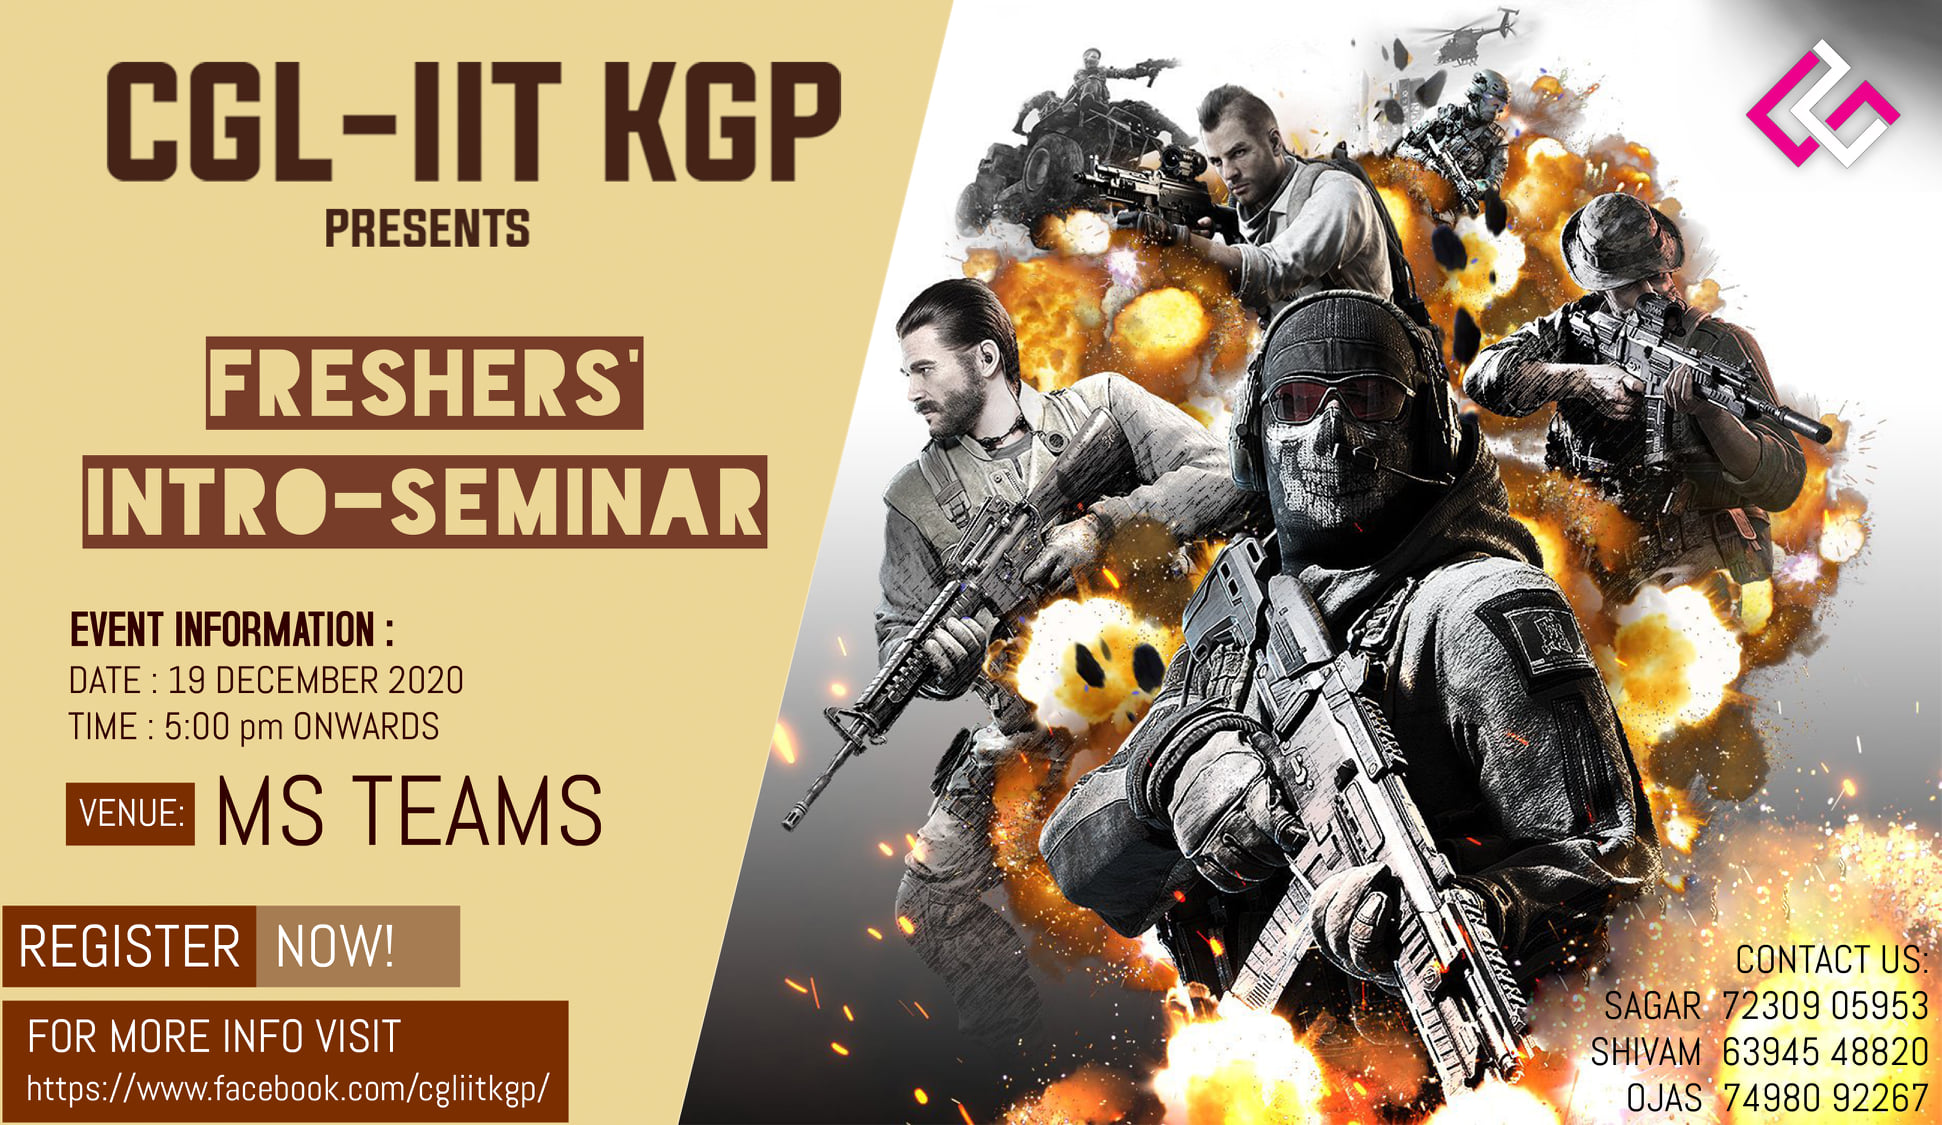 CGL-IIT KGP
PRESENTS
FRESHERS'
INTRO-SEMINAR
EVENT INFORMATION :
DATE : 19 DECEMBER 2020
TIME : 5:00 pm ONWARDS
VENUE: MS TEAMS
REGISTER NOW!
FOR MORE INFO VISIT
https://www.facebook.com/cgliitkgp/
CONTACT US:
SAGAR 72309 05953
SHIVAM 63945 48820
OJAS 74980 92267